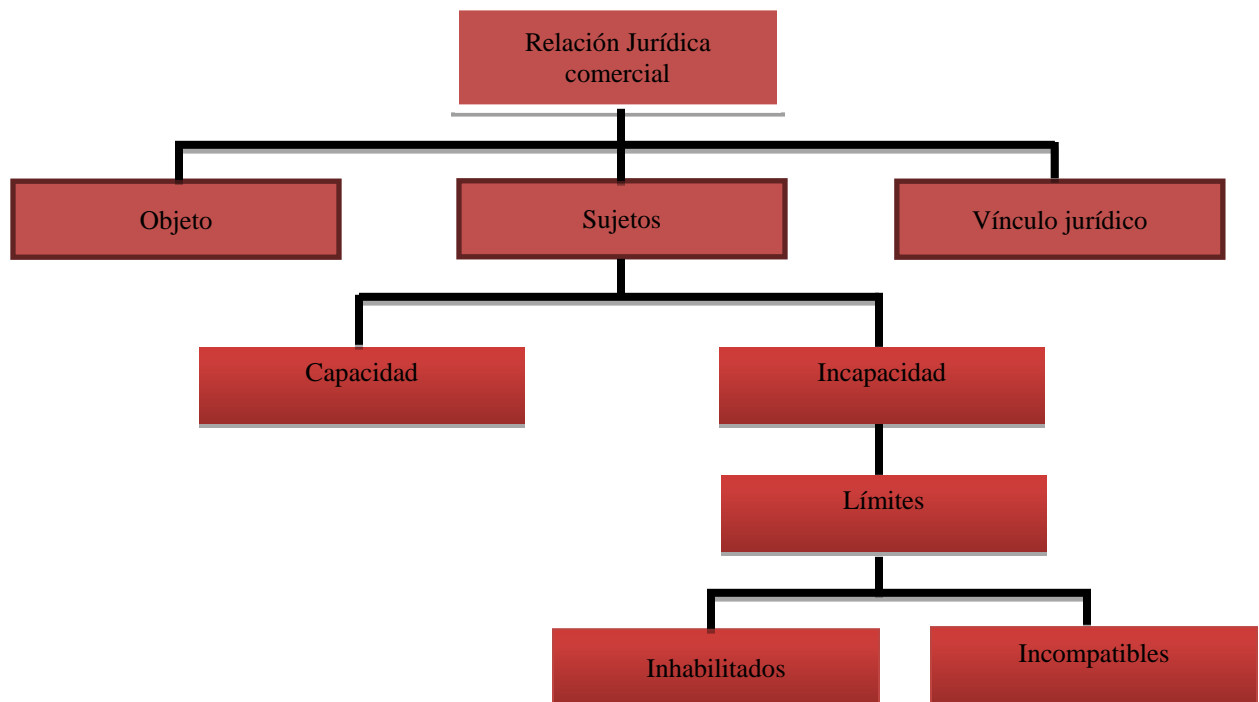 Relación Jurídica
comercial
Objeto
Sujetos
Vínculo jurídico
Capacidad
Incapacidad
Límites
Inhabilitados
Incompatibles